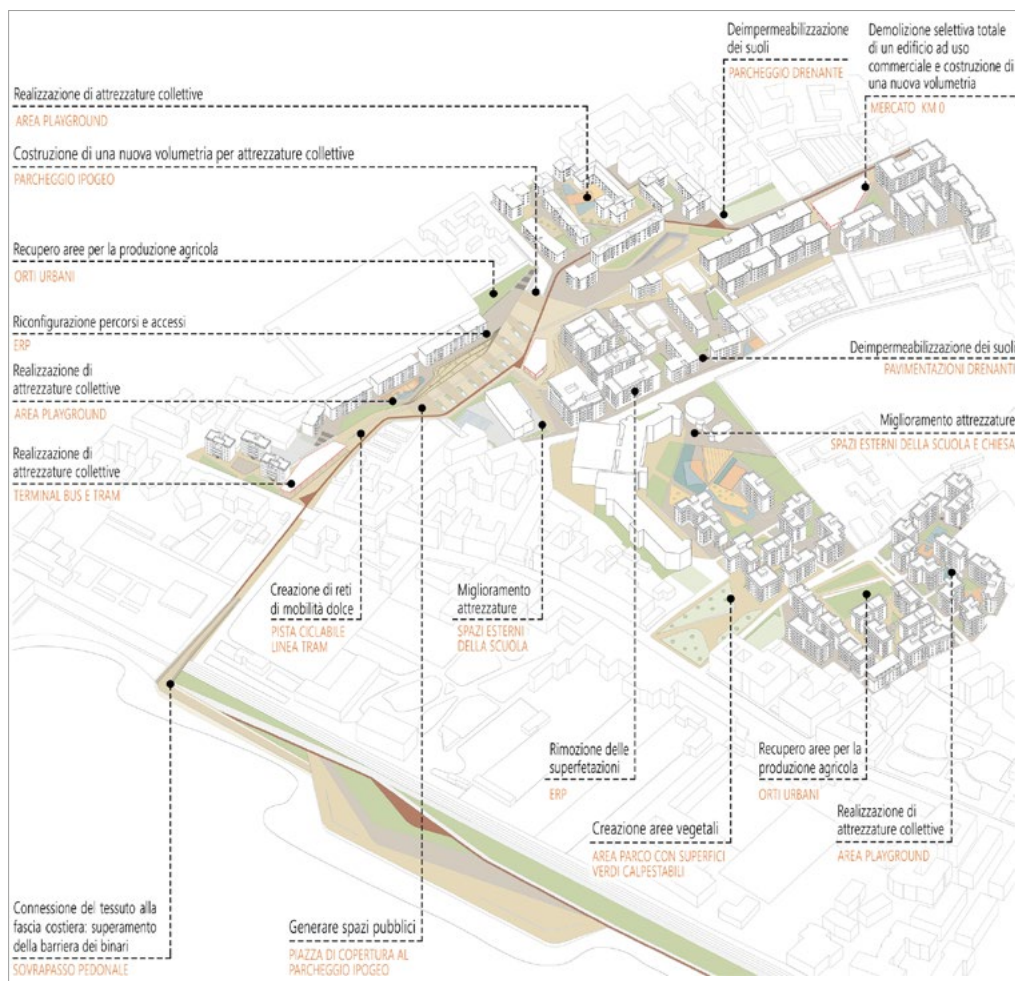 Deimpermeabilizzazione
dei suoli
PARCHEGGIO DRENANTE
Demolizione selettiva totale
di un edificio ad uso
commerciale e costruzione di
una nuova volumetria
MERCATO KM 0
Realizzazione di attrezzature collettive
AREA PLAYGROUND
Costruzione di una nuova volumetria per attrezzature collettive
PARCHEGGIO IPOGEO
Recupero aree per la produzione agricola
ORTI URBANI
Riconfigurazione percorsi e accessi
ERP
Realizzazione di
attrezzature collettive
AREA PLAYGROUND
Realizzazione di
attrezzature collettive
TERMINAL BUS E TRAM
Deimpermeabilizzazione dei suoli
PAVIMENTAZIONI DRENANTI
Miglioramento attrezzature
SPAZI ESTERNI DELLA SCUOLA E CHIESA
Creazione di reti
di mobilità dolce
PISTA CICLABILE
LINEA TRAM
Miglioramento
attrezzature
SPAZI ESTERNI
DELLA SCUOLA
Rimozione delle
superfetazioni
ERP
Recupero aree per la
produzione agricola
ORTI URBANI
Creazione aree vegetali
AREA PARCO CON SUPERFICI
VERDI CALPESTABILI
Realizzazione di
attrezzature collettive
AREA PLAYGROUND
Connessione del tessuto alla
fascia costiera: superamento
della barriera dei binari
SOVRAPASSO PEDONALE
Generare spazi pubblici
PIAZZA DI COPERTURA AL
PARCHEGGIO IPOGEO